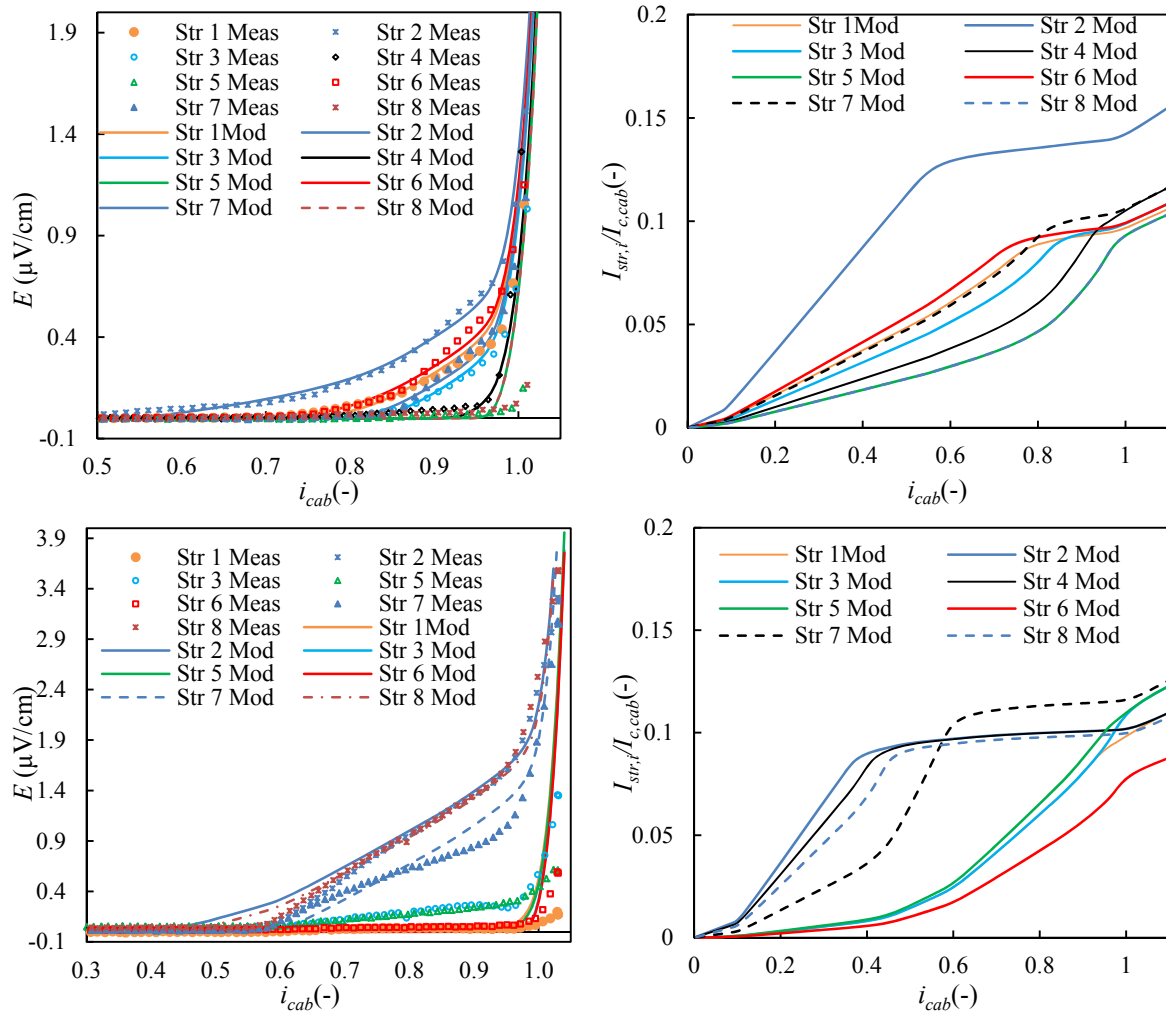 1.9
1.4
0.9
0.4
-0.1
E (μV/cm)
Str 1 Meas Str 2 Meas
Str 3 Meas Str 4 Meas
Str 5 Meas Str 6 Meas
Str 7 Meas Str 8 Meas
Str 1Mod Str 2 Mod
Str 3 Mod Str 4 Mod
Str 5 Mod Str 6 Mod
Str 7 Mod Str 8 Mod
0.5 0.6 0.7 0.8 0.9 1.0
icab(-)
0.2
0.15
0.1
0.05
0
Istr,i/Ic,cab(-)
Str 1Mod Str 2 Mod
Str 3 Mod Str 4 Mod
Str 5 Mod Str 6 Mod
Str 7 Mod Str 8 Mod
0 0.2 0.4 0.6 0.8 1
icab(-)
3.9
3.4
2.9
2.4
1.9
1.4
0.9
0.4
-0.1
E (μV/cm)
Str 1 Meas Str 2 Meas
Str 3 Meas Str 5 Meas
Str 6 Meas Str 7 Meas
Str 8 Meas Str 1Mod
Str 2 Mod Str 3 Mod
Str 5 Mod Str 6 Mod
Str 7 Mod Str 8 Mod
0.3 0.4 0.5 0.6 0.7 0.8 0.9 1.0
icab(-)
0.2
0.15
0.1
0.05
0
Istr,i/Ic,cab(-)
Str 1Mod Str 2 Mod
Str 3 Mod Str 4 Mod
Str 5 Mod Str 6 Mod
Str 7 Mod Str 8 Mod
0 0.2 0.4 0.6 0.8 1
icab(-)